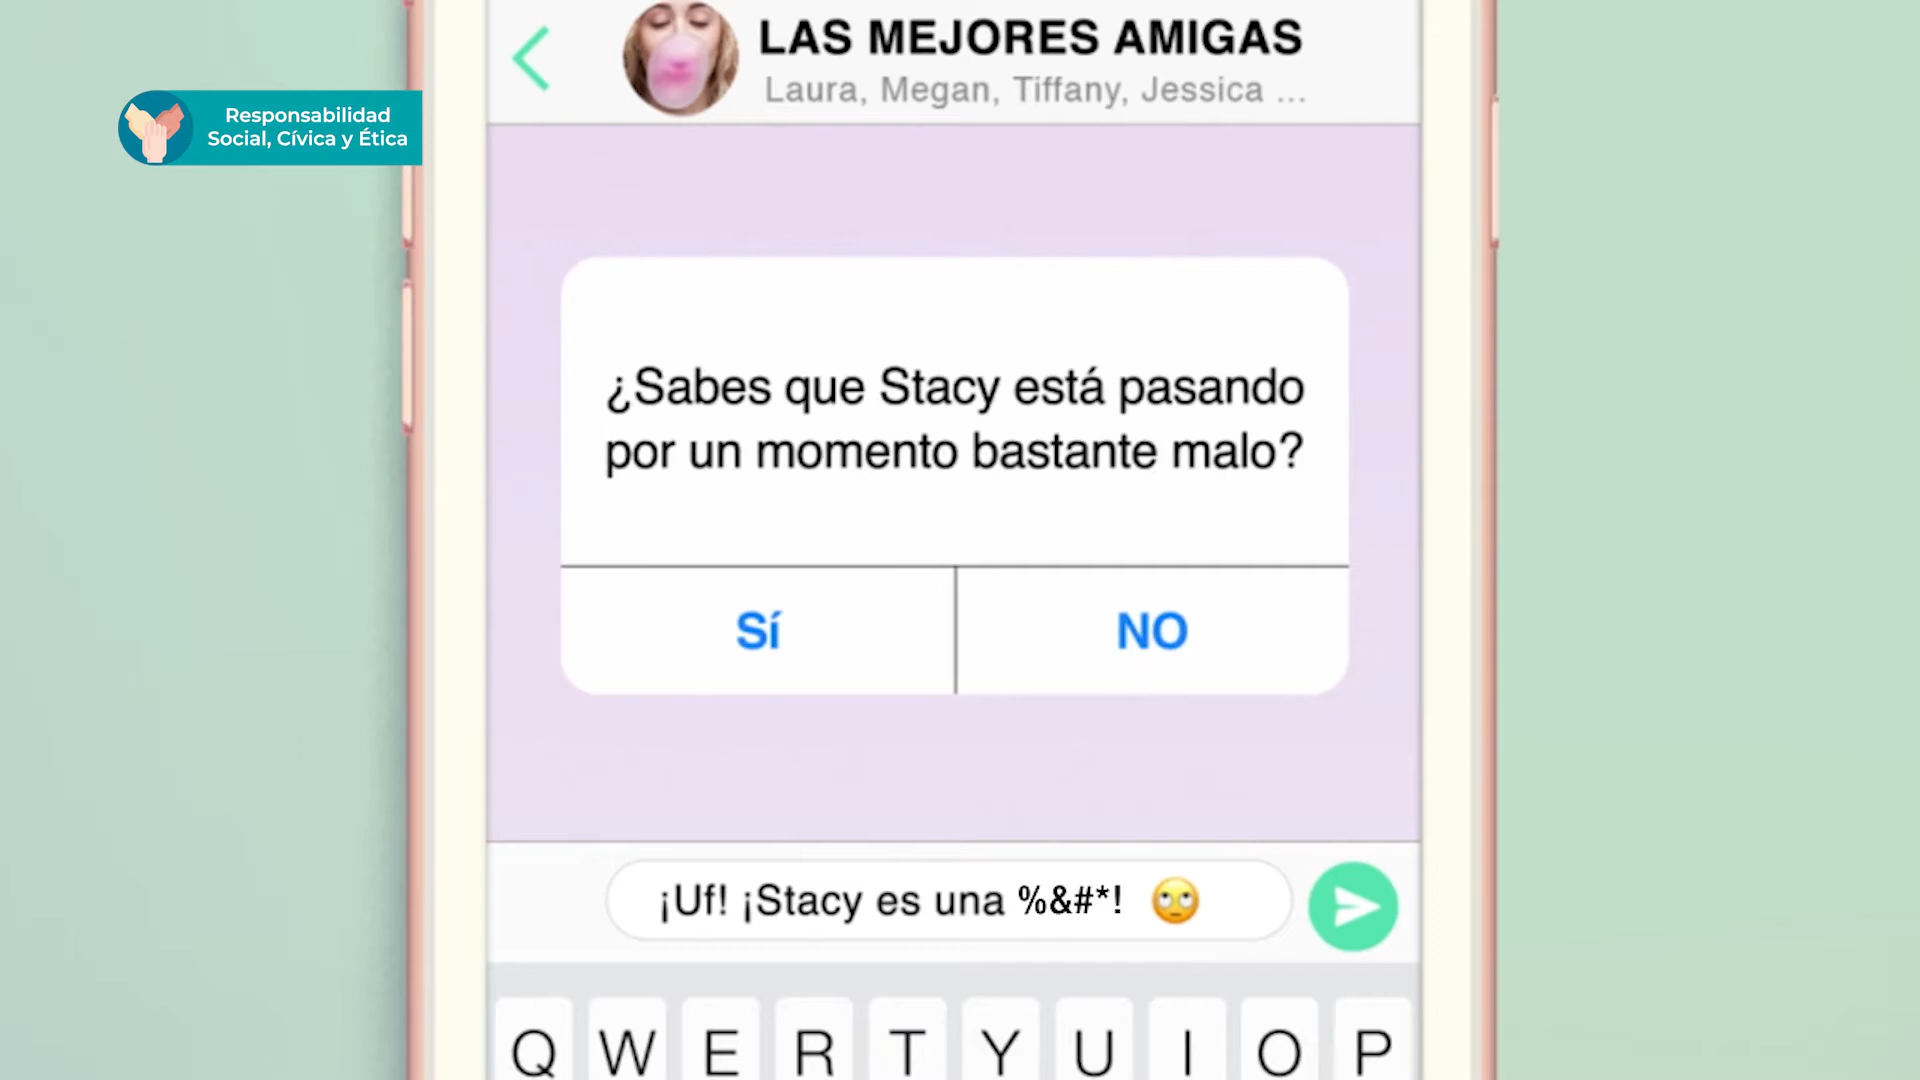 LAS MEJORES AMIGAS
Laura, Megan, Tiffany, Jessica ...
Responsabilidad
Social, Cívica y Ética
¿Sabes que Stacy está pasando
por un momento bastante malo?
Sí NO
¡Uf! ¡Stacy es una %&#*! 🙄
Q W E R T Y U I O P